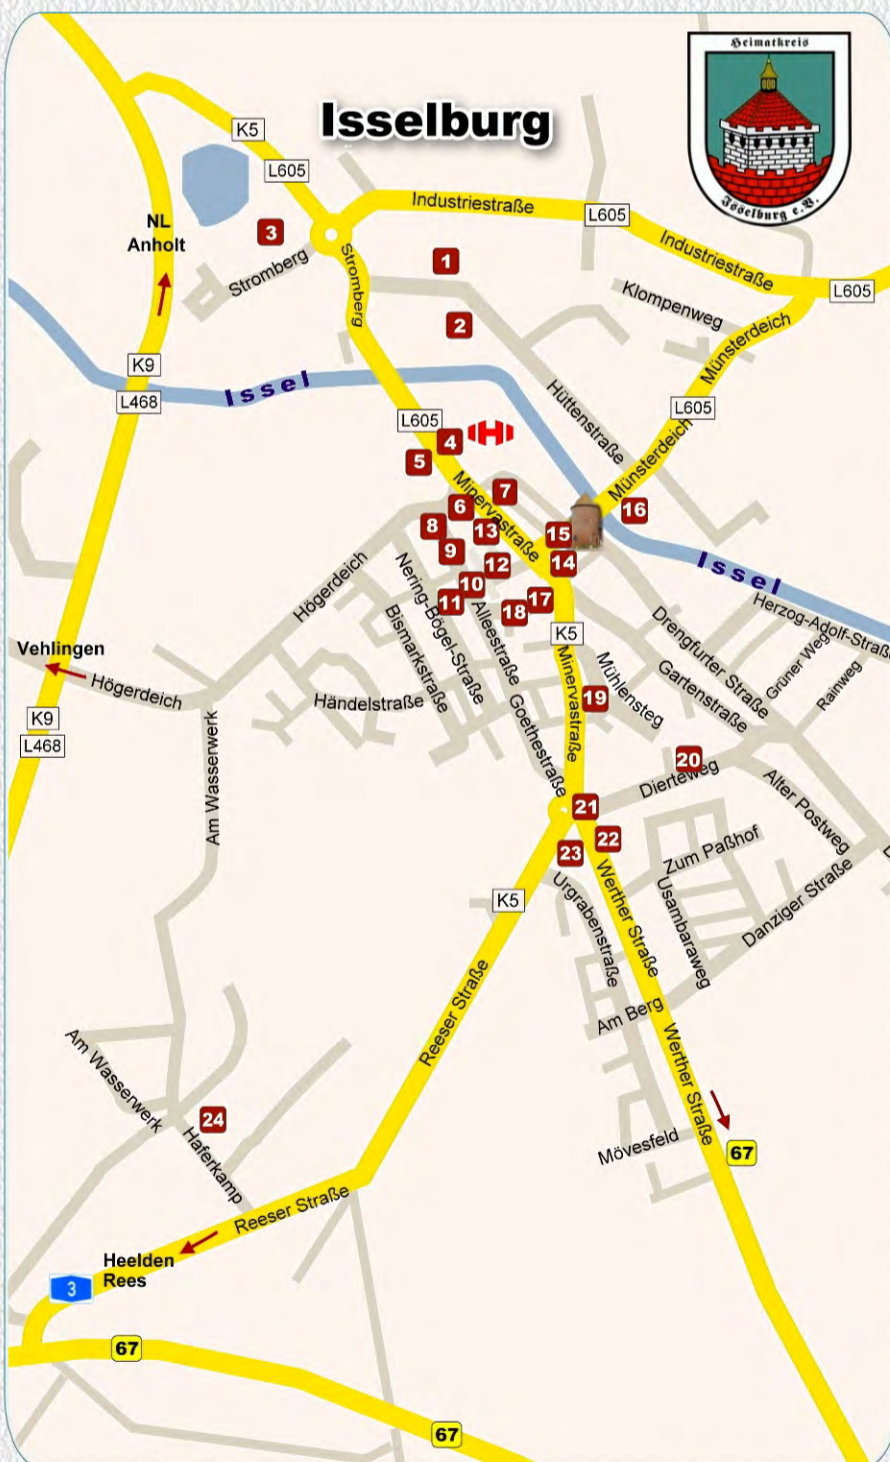 Heimatkreis
Isselburg e.V.
Isselburg
K5
L605
Industriestraße
L605
Industriestraße
L605
NL
Anholt
3
Stromberg
Stromberg
1
2
Klompenweg
Münsterdeich
L605
Münsterdeich
K9
L468
Issel
Hüttenstraße
L605
4
5
Minervastraße
6
7
8
9
13
12
10
11
15
14
16
17
18
Issel
Herzog-Adolf-Straße
Högerdeich
Nering-Bögel-Straße
Bismarkstraße
Alleestraße
Goethestraße
Händelstraße
K5
Minervastraße
Mühlensteg
19
Drengfurter Straße
Gartenstraße
Grüner Weg
Rainweg
Vehlingen
Högerdeich
K9
L468
Am Wasserwerk
20
Dierteweg
21
22
23
Alter Postweg
Zum Paßhof
Usambaraweg
Danziger Straße
K5
Urgrabenstraße
Werther Straße
Am Berg
Reeser Straße
Werther Straße
Am Wasserwerk
24
Haferkamp
Mövesfeld
67
Reeser Straße
Heelden
Rees
3
67
67